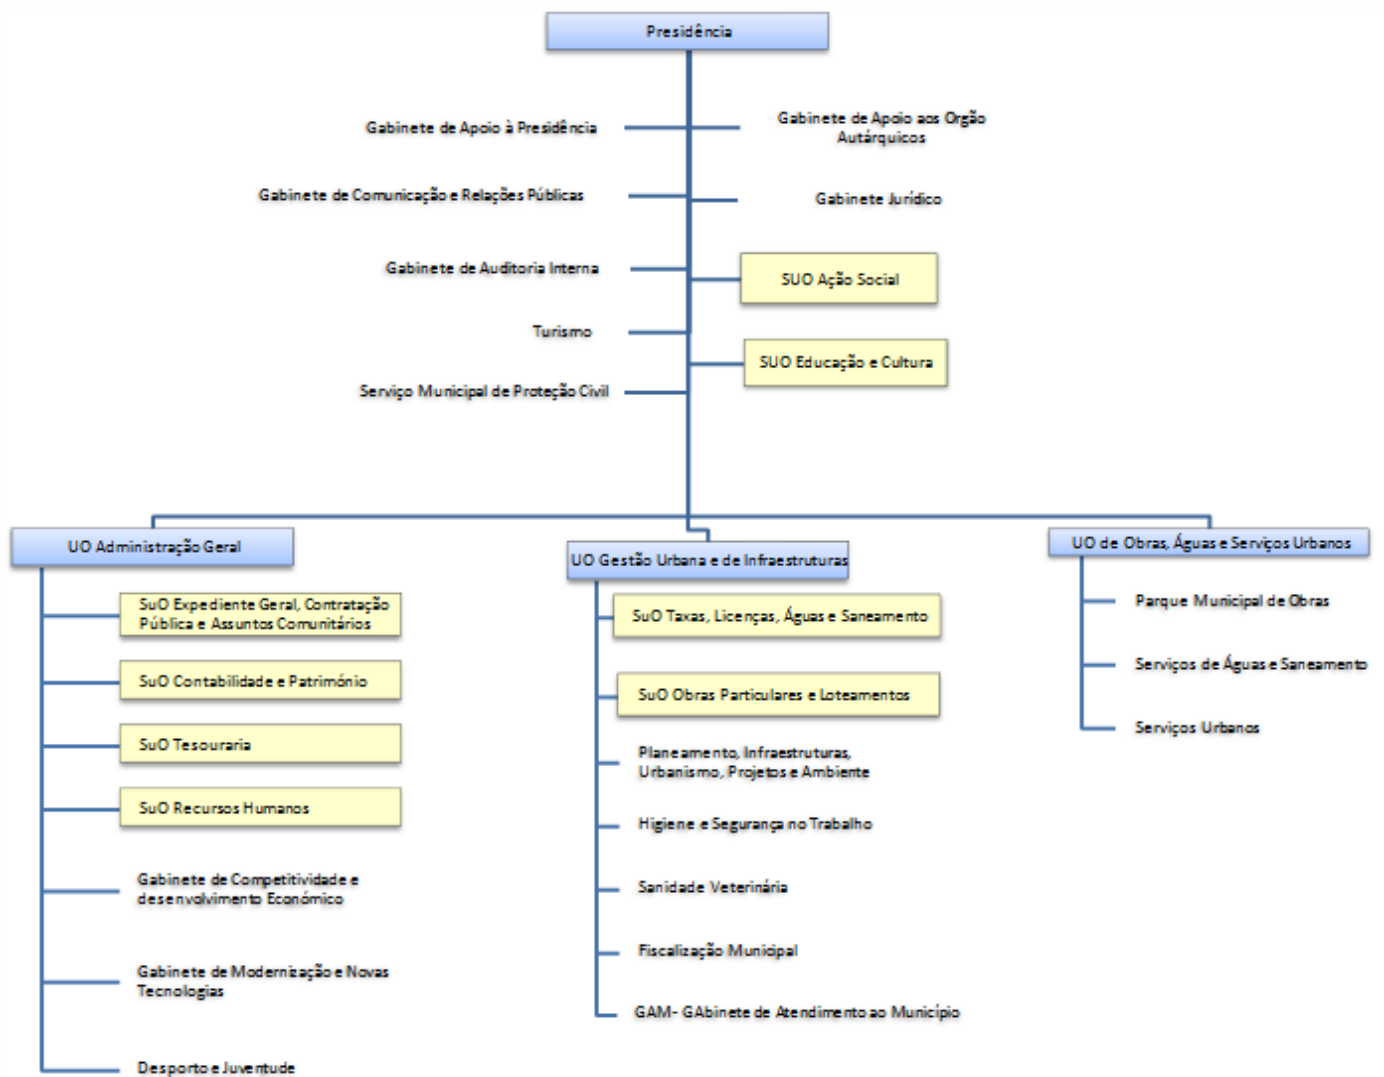 Presidência
Gabinete de Apoio à Presidência
Gabinete de Apoio aos Orgão
Autárquicos
Gabinete de Comunicação e Relações Públicas
Gabinete Jurídico
Gabinete de Auditoria Interna
SUO Ação Social
Turismo
SUO Educação e Cultura
Serviço Municipal de Proteção Civil
UO Administração Geral
SuO Expediente Geral, Contratação
Pública e Assuntos Comunitários
SuO Contabilidade e Património
SuO Tesouraria
SuO Recursos Humanos
Gabinete de Competitividade e
desenvolvimento Económico
Gabinete de Modernização e Novas
Tecnologias
Desporto e Juventude
UO Gestão Urbana e de Infraestruturas
SuO Taxas, Licenças, Águas e Saneamento
SuO Obras Particulares e Loteamentos
Planeamento, Infraestruturas,
Urbanismo, Projetos e Ambiente
Higiene e Segurança no Trabalho
Sanidade Veterinária
Fiscalização Municipal
GAM- GAbinete de Atendimento ao Município
UO de Obras, Águas e Serviços Urbanos
Parque Municipal de Obras
Serviços de Águas e Saneamento
Serviços Urbanos